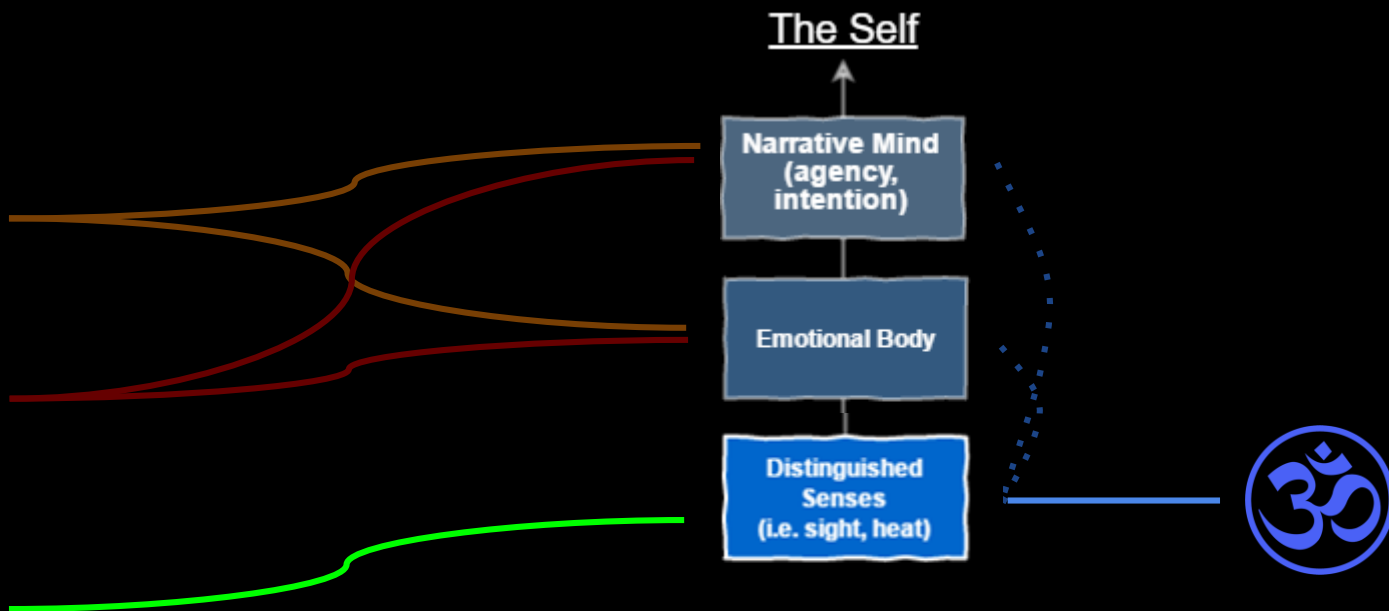 The Self
Narrative Mind
(agency,
intention)
Emotional Body
Distinguished
Senses
(i.e. sight, heat)
ॐ